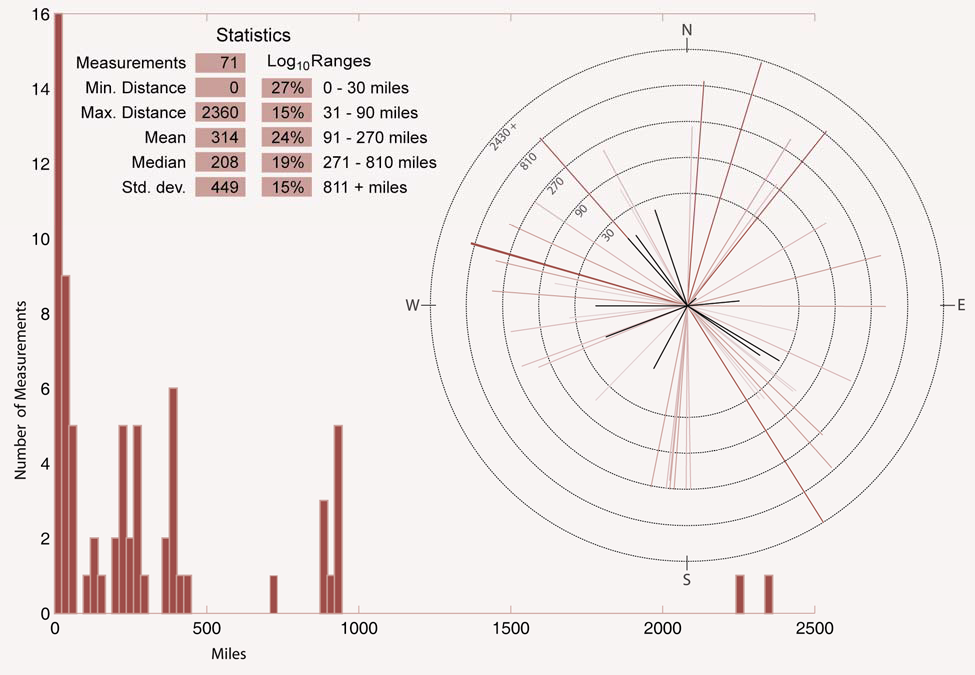 Statistics
Measurements 71 Log10Ranges
Min. Distance 0 27% 0 - 30 miles
Max. Distance 2360 15% 31 - 90 miles
Mean 314 24% 91 - 270 miles
Median 208 19% 271 - 810 miles
Std. dev. 449 15% 811 + miles
16
14
12
10
8
6
4
2
0
Number of Measurements
0 500 1000 1500 2000 2500
Miles
N
2430 +
810
270
90
30
W
E
S